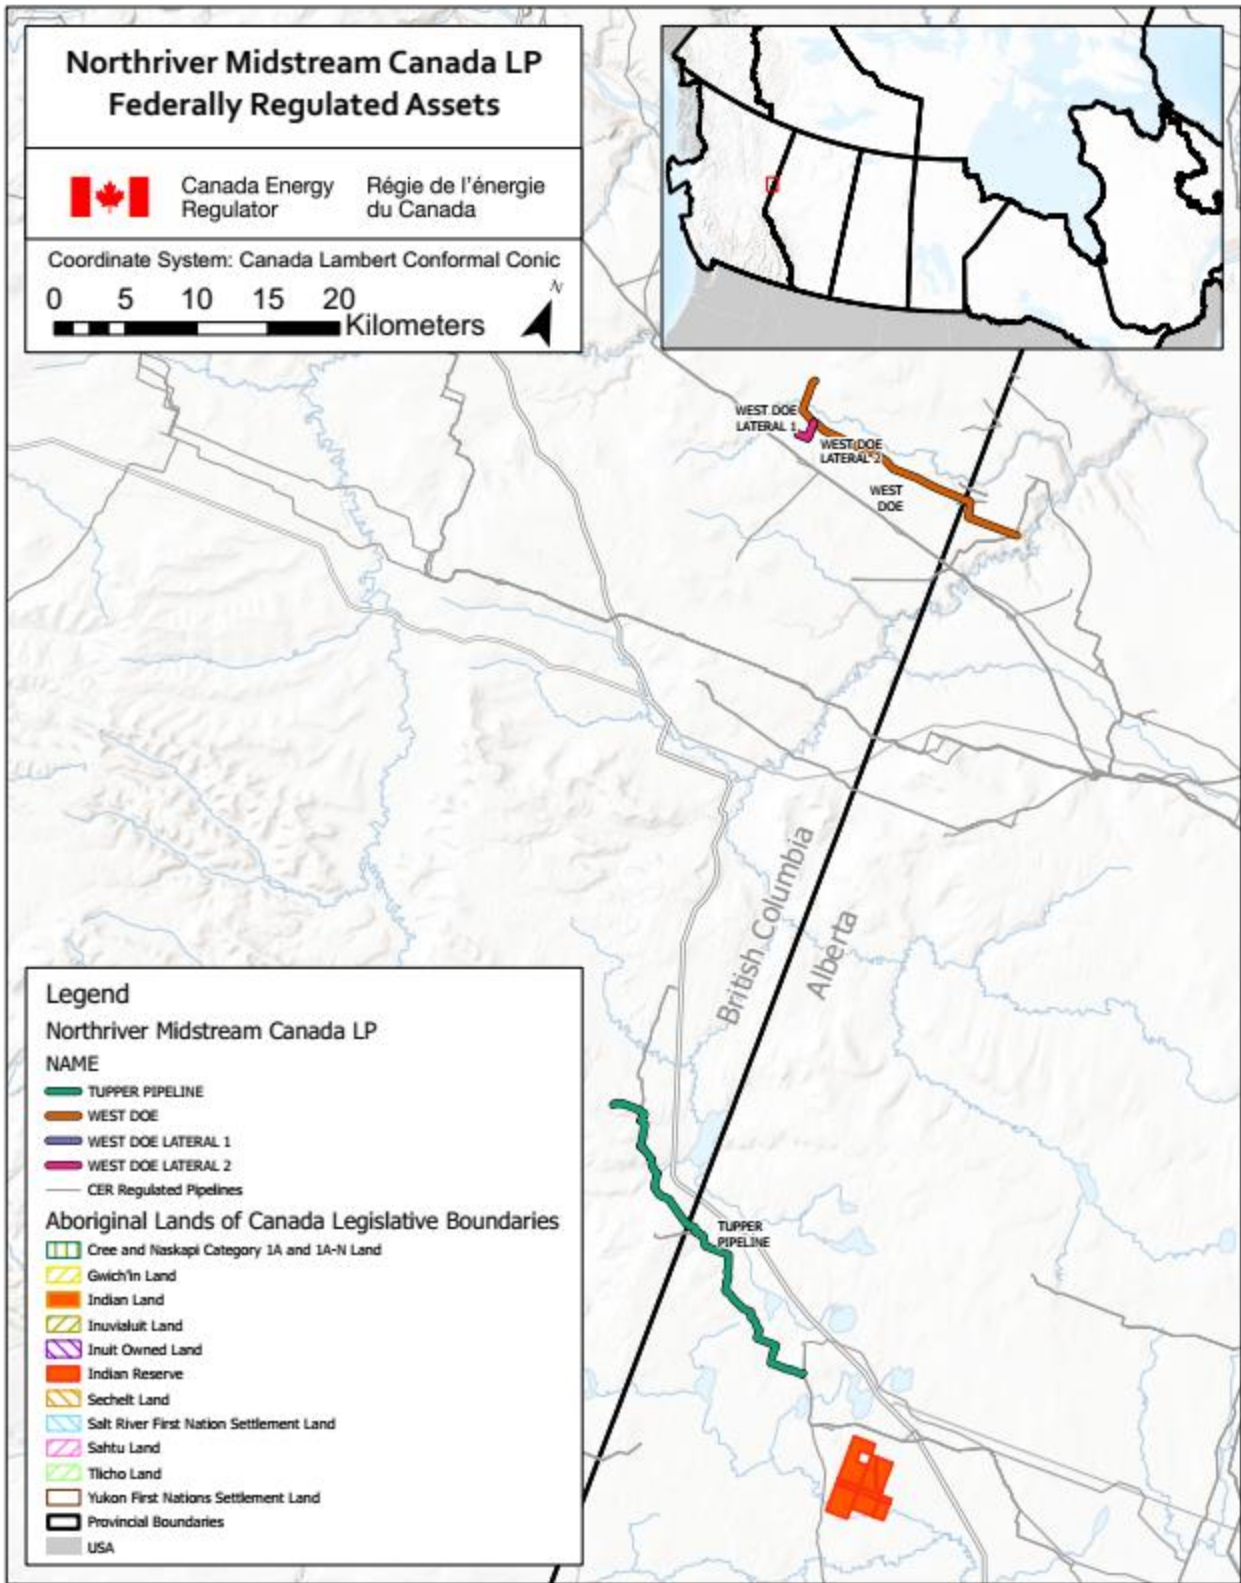 Northriver Midstream Canada LP
Federally Regulated Assets
Canada Energy
Regulator
Régie de l'énergie
du Canada
Coordinate System: Canada Lambert Conformal Conic
0 5 10 15 20
Kilometers
N
WEST DOE
LATERAL 1
WEST DOE
LATERAL 2
WEST
DOE
British Columbia
Alberta
TUPPER
PIPELINE
Legend
Northriver Midstream Canada LP
NAME
TUPPER PIPELINE
WEST DOE
WEST DOE LATERAL 1
WEST DOE LATERAL 2
CER Regulated Pipelines
Aboriginal Lands of Canada Legislative Boundaries
Cree and Naskapi Category 1A and 1A-N Land
Gwich'in Land
Indian Land
Inuvialuit Land
Inuit Owned Land
Indian Reserve
Sechelt Land
Salt River First Nation Settlement Land
Sahtu Land
Tlicho Land
Yukon First Nations Settlement Land
Provincial Boundaries
USA